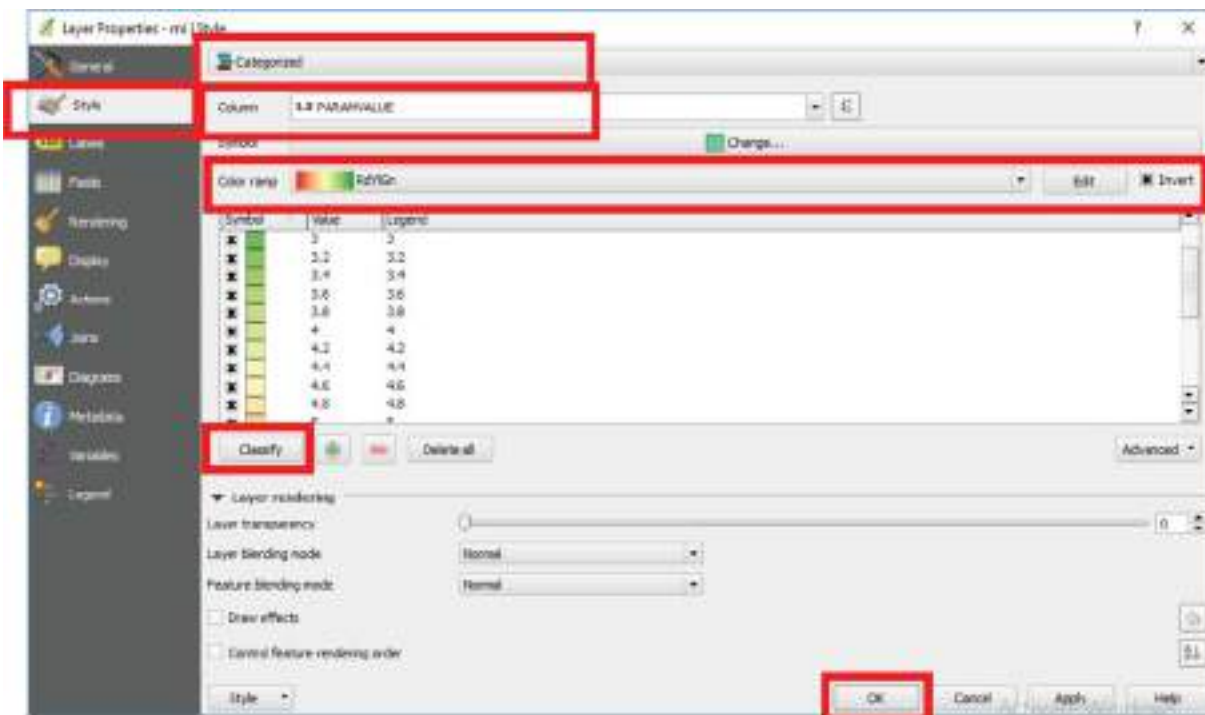 Layer Properties - mi | Style
? ×
General
Categorized
Style
Column 1.2 PARAMVALUE
Labels
Symbol Change...
Fields
Color ramp RdYlGn Edit Invert
Rendering
Symbol Value Legend
3 3
3.2 3.2
Display
3.4 3.4
3.6 3.6
Actions
3.8 3.8
4 4
Joins
4.2 4.2
4.4 4.4
Diagrams
4.6 4.6
4.8 4.8
Metadata
Classify Delete all Advanced
Variables
Legend
Layer rendering
Layer transparency 0
Layer blending mode Normal
Feature blending mode Normal
Draw effects
Control feature rendering order
Style OK Cancel Apply Help